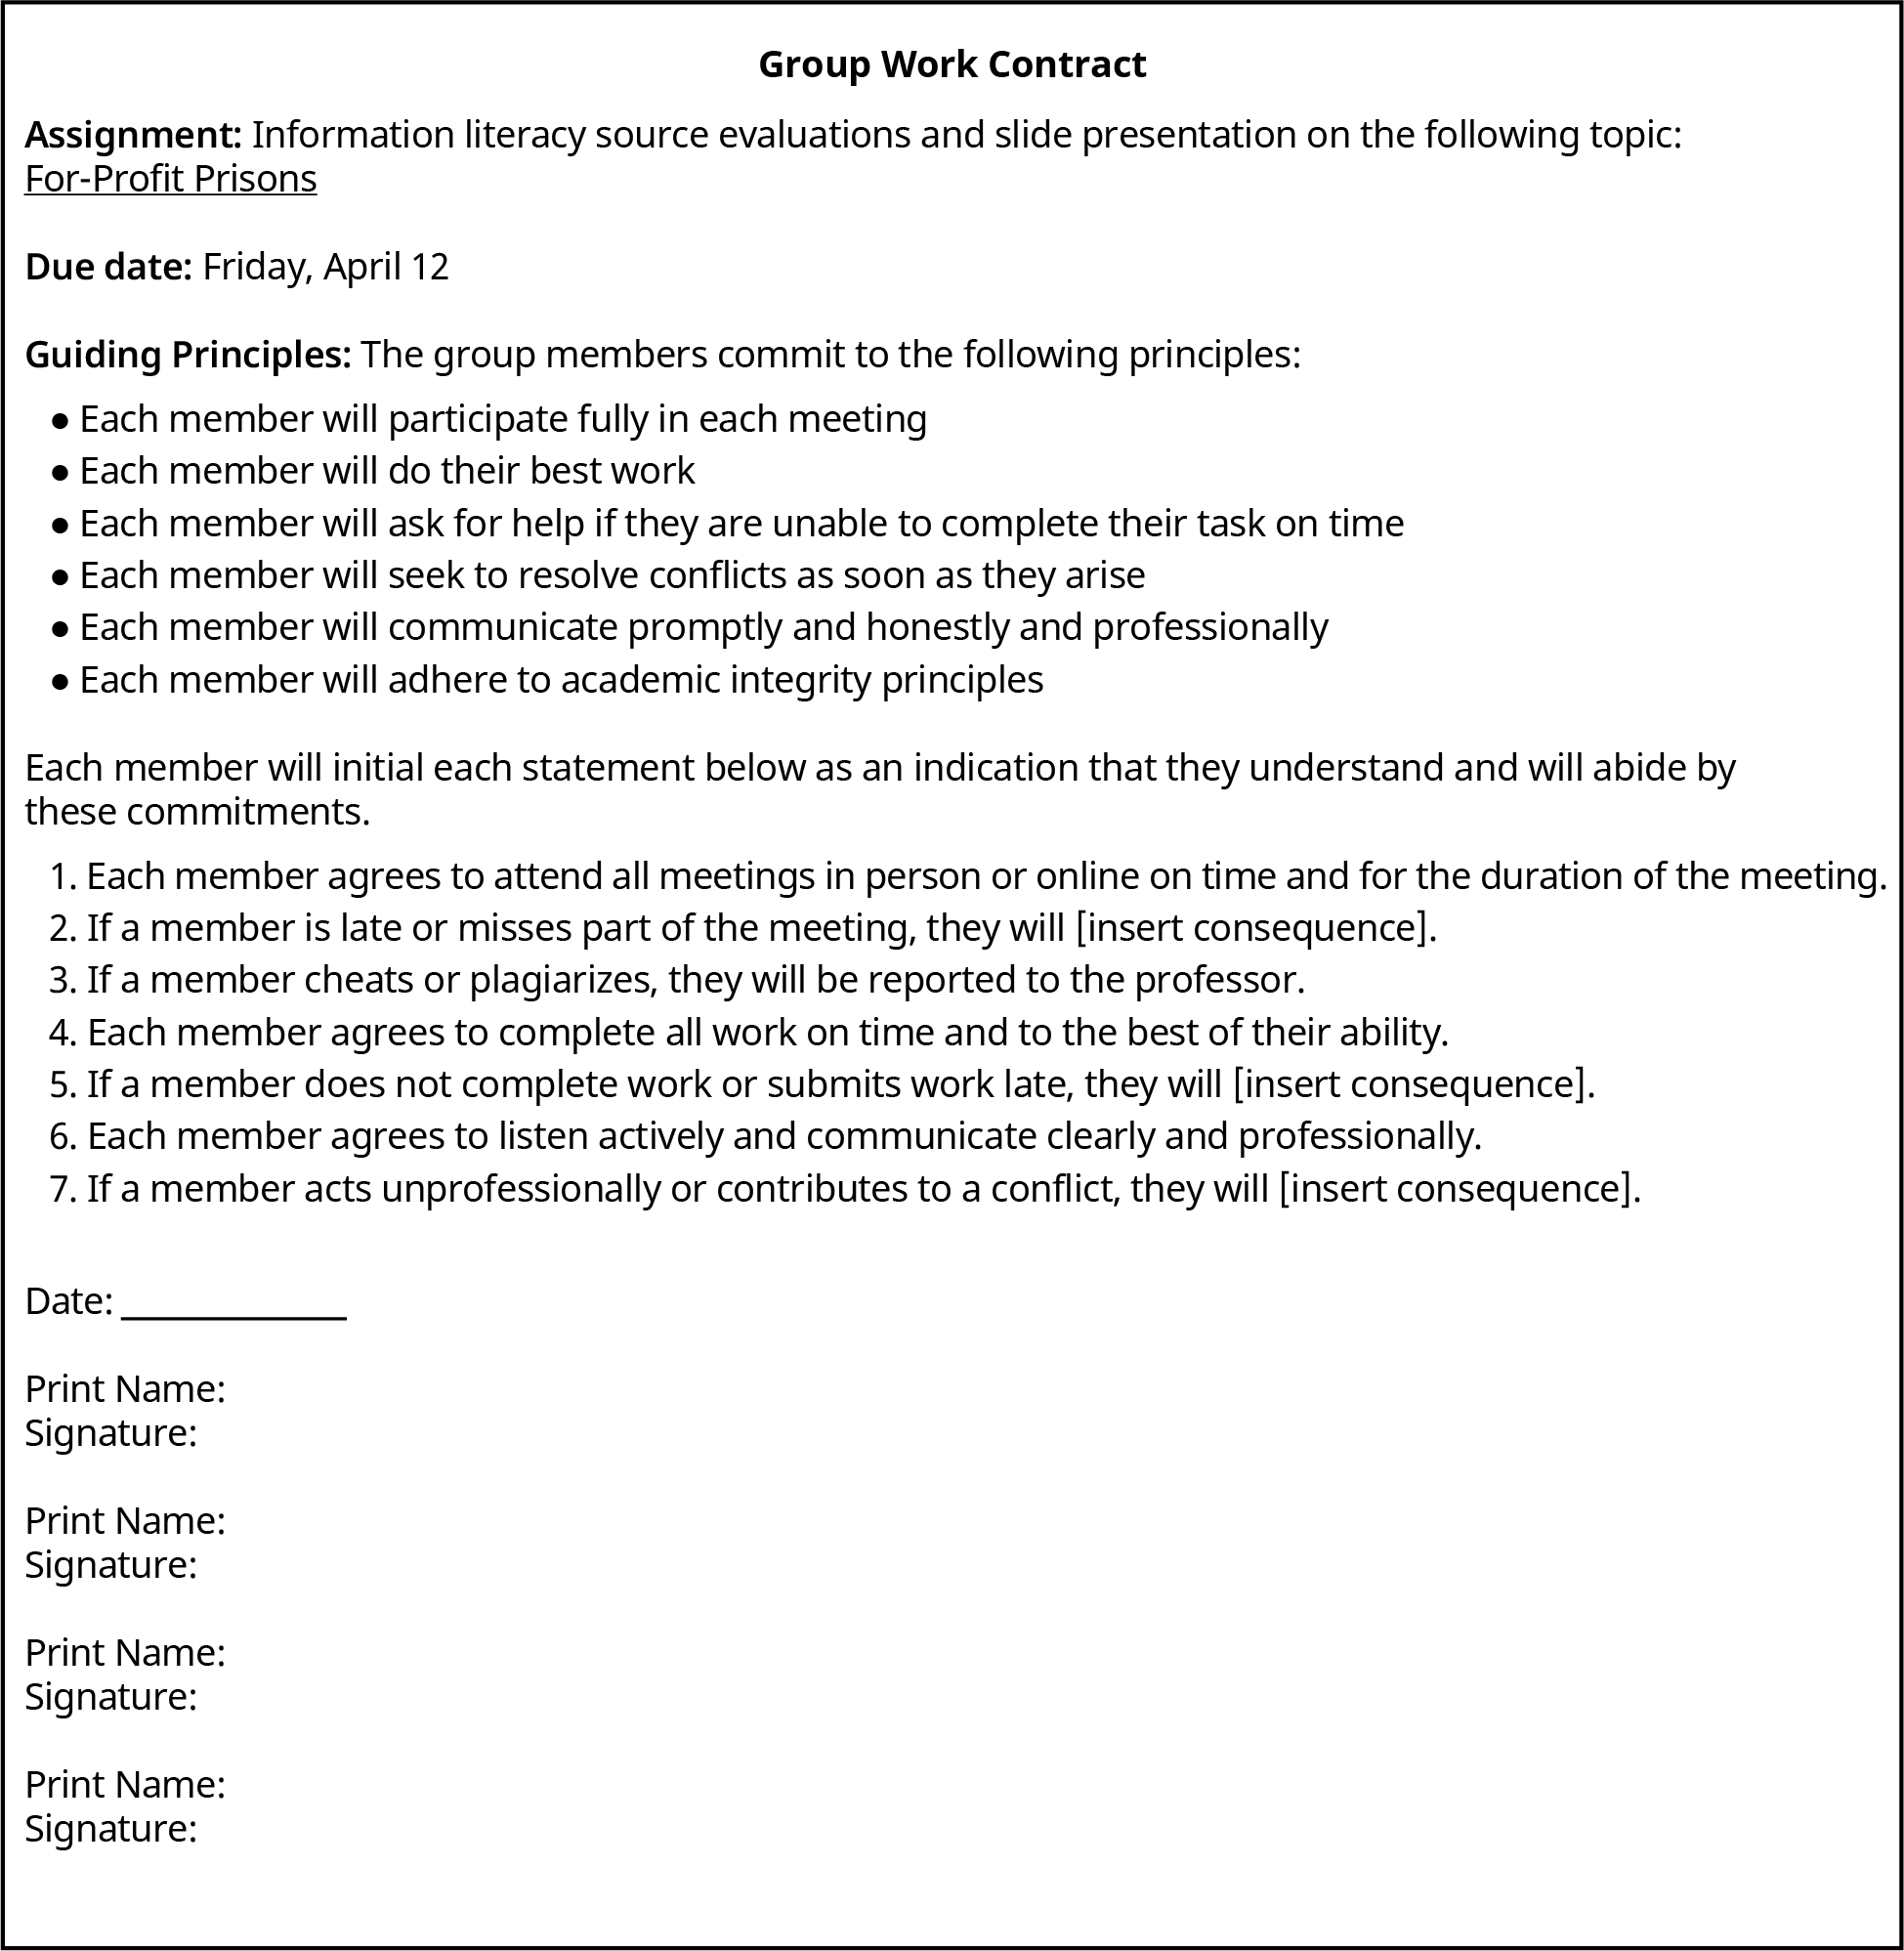 Group Work Contract
Assignment: Information literacy source evaluations and slide presentation on the following topic:
For-Profit Prisons
Due date: Friday, April 12
Guiding Principles: The group members commit to the following principles:
● Each member will participate fully in each meeting
● Each member will do their best work
● Each member will ask for help if they are unable to complete their task on time
● Each member will seek to resolve conflicts as soon as they arise
● Each member will communicate promptly and honestly and professionally
● Each member will adhere to academic integrity principles
Each member will initial each statement below as an indication that they understand and will abide by
these commitments.
1. Each member agrees to attend all meetings in person or online on time and for the duration of the meeting.
2. If a member is late or misses part of the meeting, they will [insert consequence].
3. If a member cheats or plagiarizes, they will be reported to the professor.
4. Each member agrees to complete all work on time and to the best of their ability.
5. If a member does not complete work or submits work late, they will [insert consequence].
6. Each member agrees to listen actively and communicate clearly and professionally.
7. If a member acts unprofessionally or contributes to a conflict, they will [insert consequence].
Date: ____________
Print Name:
Signature:
Print Name:
Signature:
Print Name:
Signature:
Print Name:
Signature: